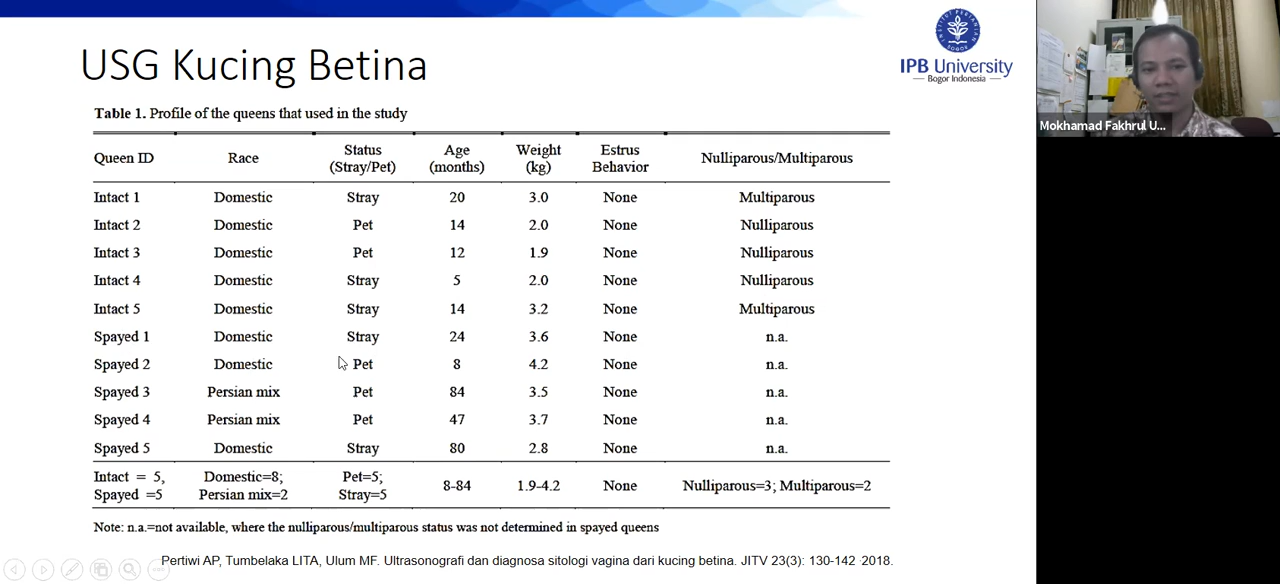 USG Kucing Betina
IPB University
Bogor Indonesia
Mokhamad Fakhrul U...
Table 1. Profile of the queens that used in the study
Queen ID Race Status (Stray/Pet) Age (months) Weight (kg) Estrus Behavior Nulliparous/Multiparous
Intact 1 Domestic Stray 20 3.0 None Multiparous
Intact 2 Domestic Pet 14 2.0 None Nulliparous
Intact 3 Domestic Pet 12 1.9 None Nulliparous
Intact 4 Domestic Stray 5 2.0 None Nulliparous
Intact 5 Domestic Stray 14 3.2 None Multiparous
Spayed 1 Domestic Stray 24 3.6 None n.a.
Spayed 2 Domestic Pet 8 4.2 None n.a.
Spayed 3 Persian mix Pet 84 3.5 None n.a.
Spayed 4 Persian mix Pet 47 3.7 None n.a.
Spayed 5 Domestic Stray 80 2.8 None n.a.
Intact = 5, Spayed =5 Domestic=8; Persian mix=2 Pet=5; Stray=5 8-84 1.9-4.2 None Nulliparous=3; Multiparous=2
Note: n.a.=not available, where the nulliparous/multiparous status was not determined in spayed queens
Pertiwi AP, Tumbelaka LITA, Ulum MF. Ultrasonografi dan diagnosa sitologi vagina dari kucing betina. JITV 23(3): 130-142 2018.